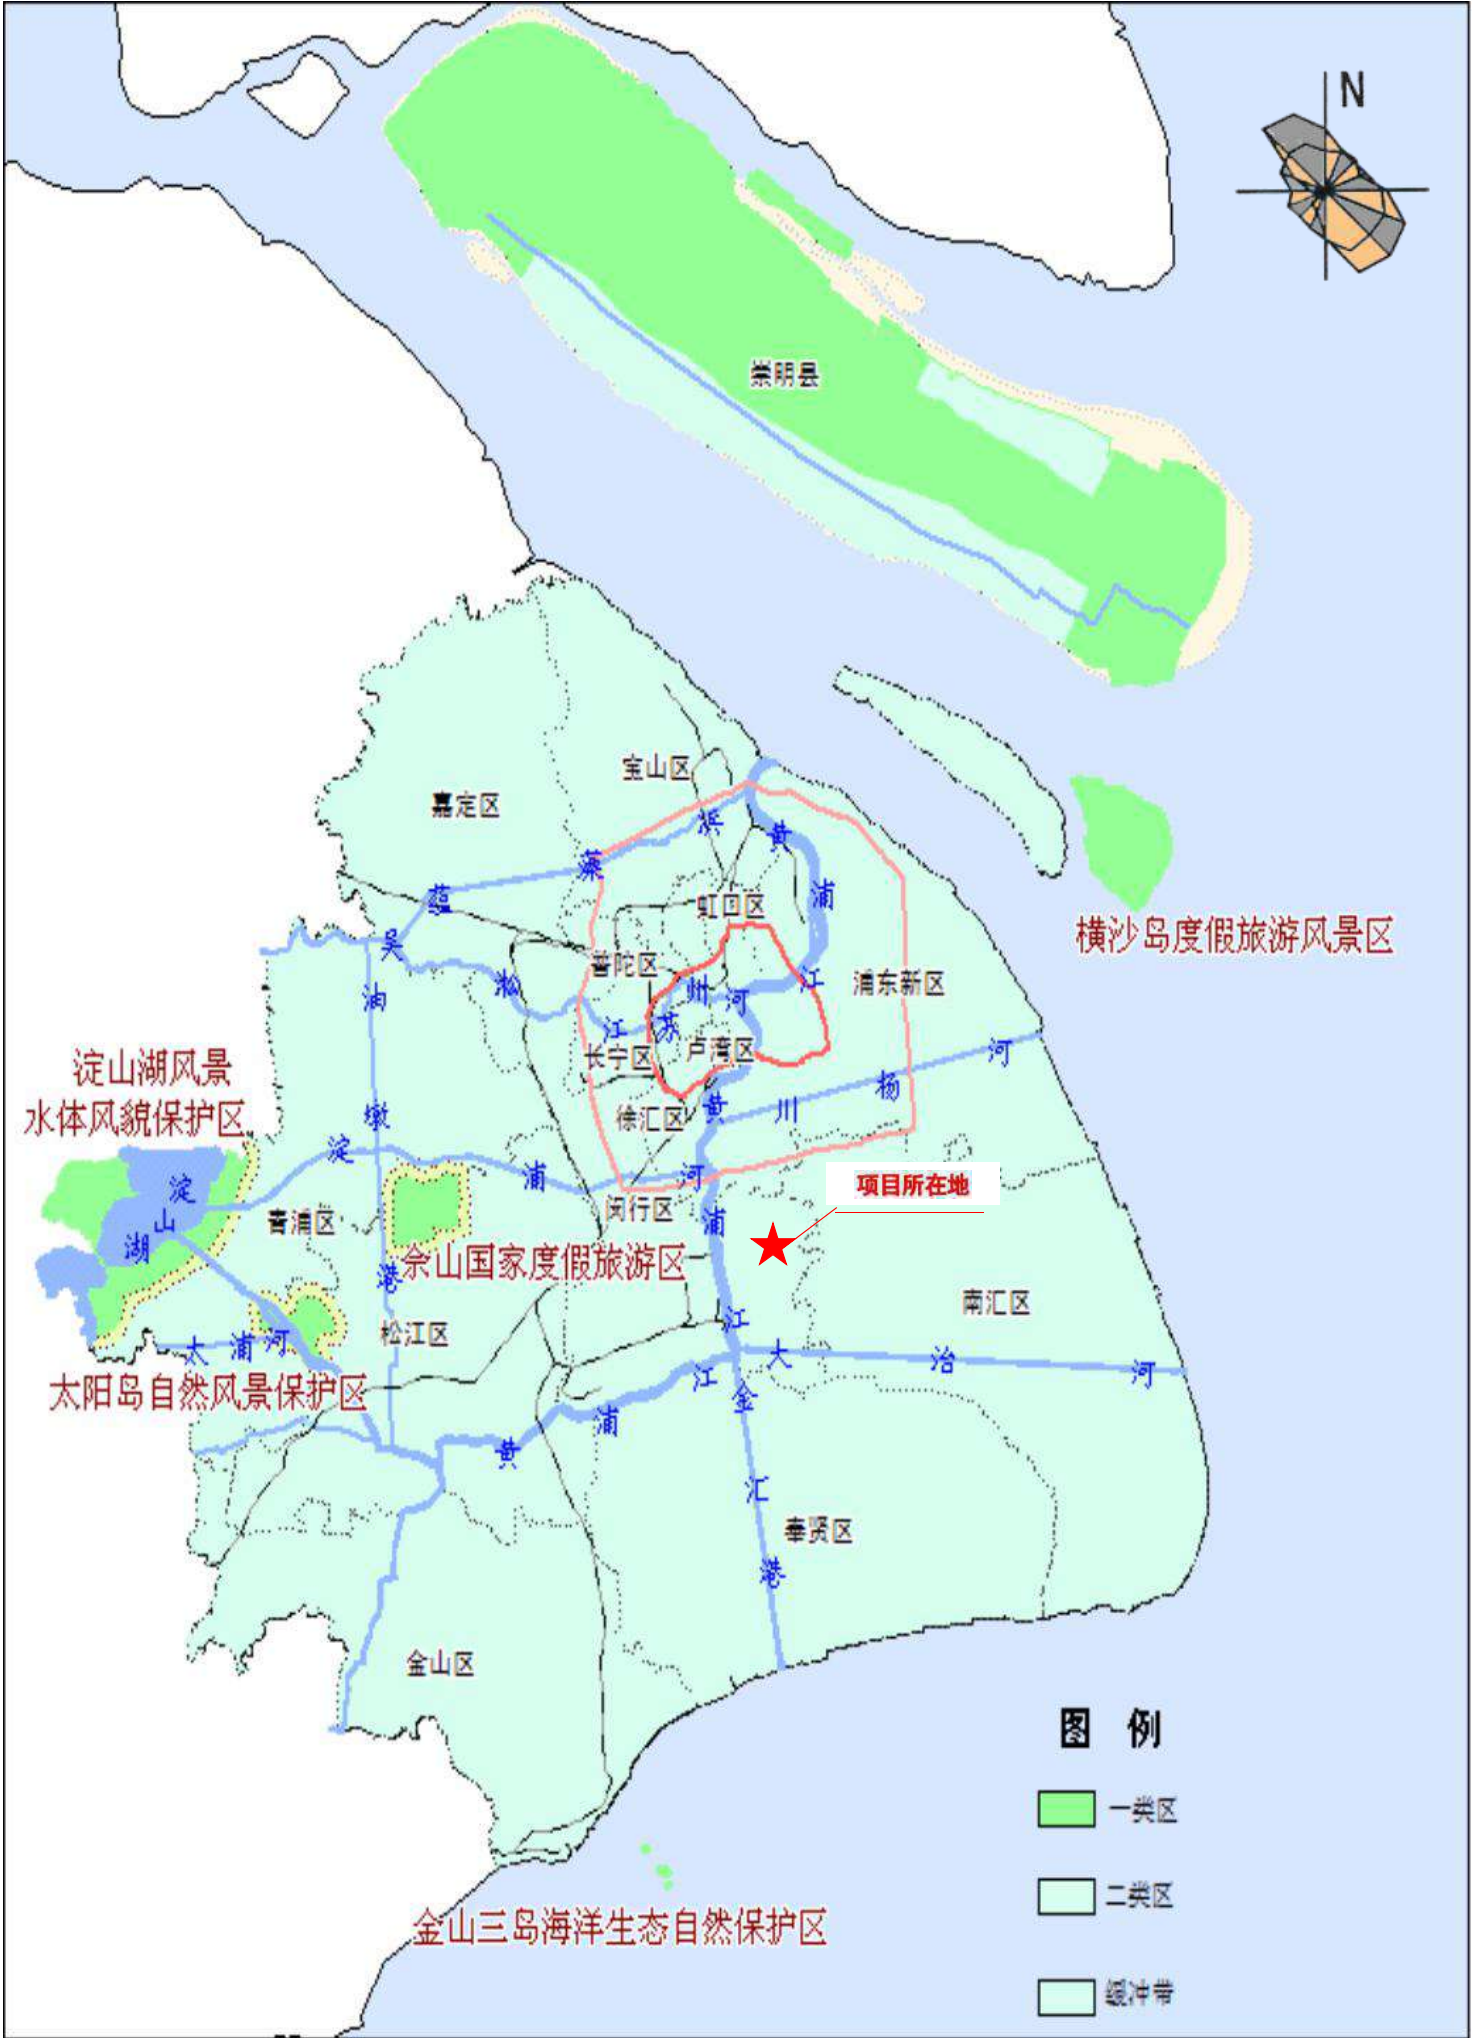 N
崇明县
宝山区
嘉定区
浜
黄
蕰
藻
浦
虹口区
横沙岛度假旅游风景区
吴
淞
江
普陀区
油
州
河
江
浦东新区
苏
长宁区
卢湾区
河
淀山湖风景
水体风貌保护区
杨
川
黄
徐汇区
墩
淀
浦
河
项目所在地
淀
山
湖
青浦区
闵行区
浦
佘山国家度假旅游区
港
南汇区
江
松江区
太
浦
河
大
治
河
太阳岛自然风景保护区
江
金
浦
黄
汇
奉贤区
港
金山区
图 例
一类区
二类区
缓冲带
金山三岛海洋生态自然保护区